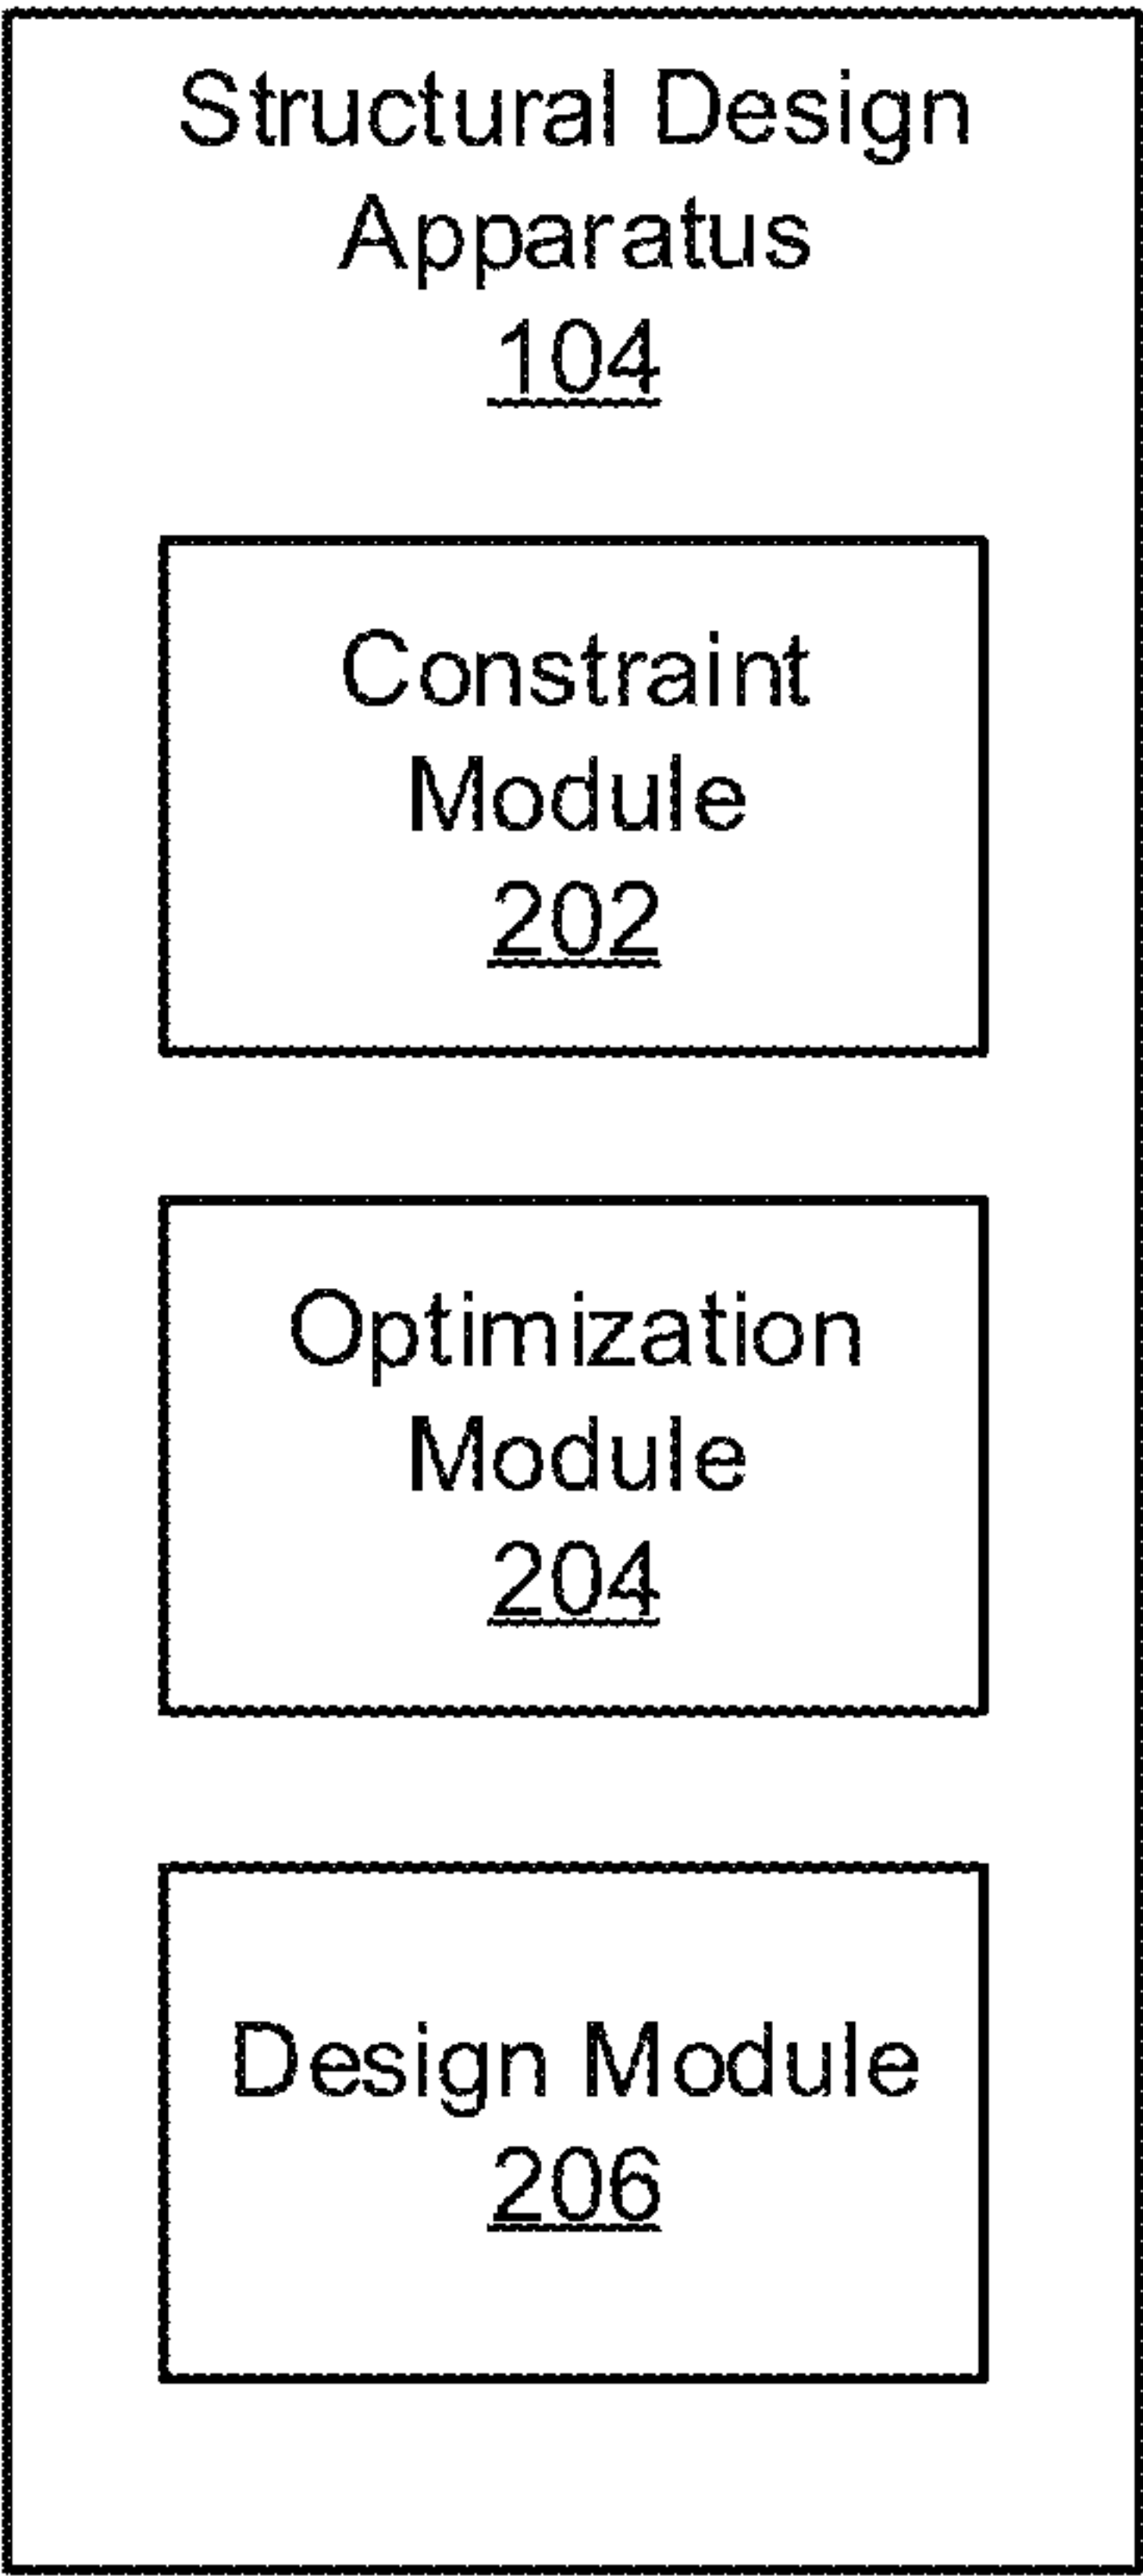 Structural Design
Apparatus
104
Constraint
Module
202
Optimization
Module
204
Design Module
206